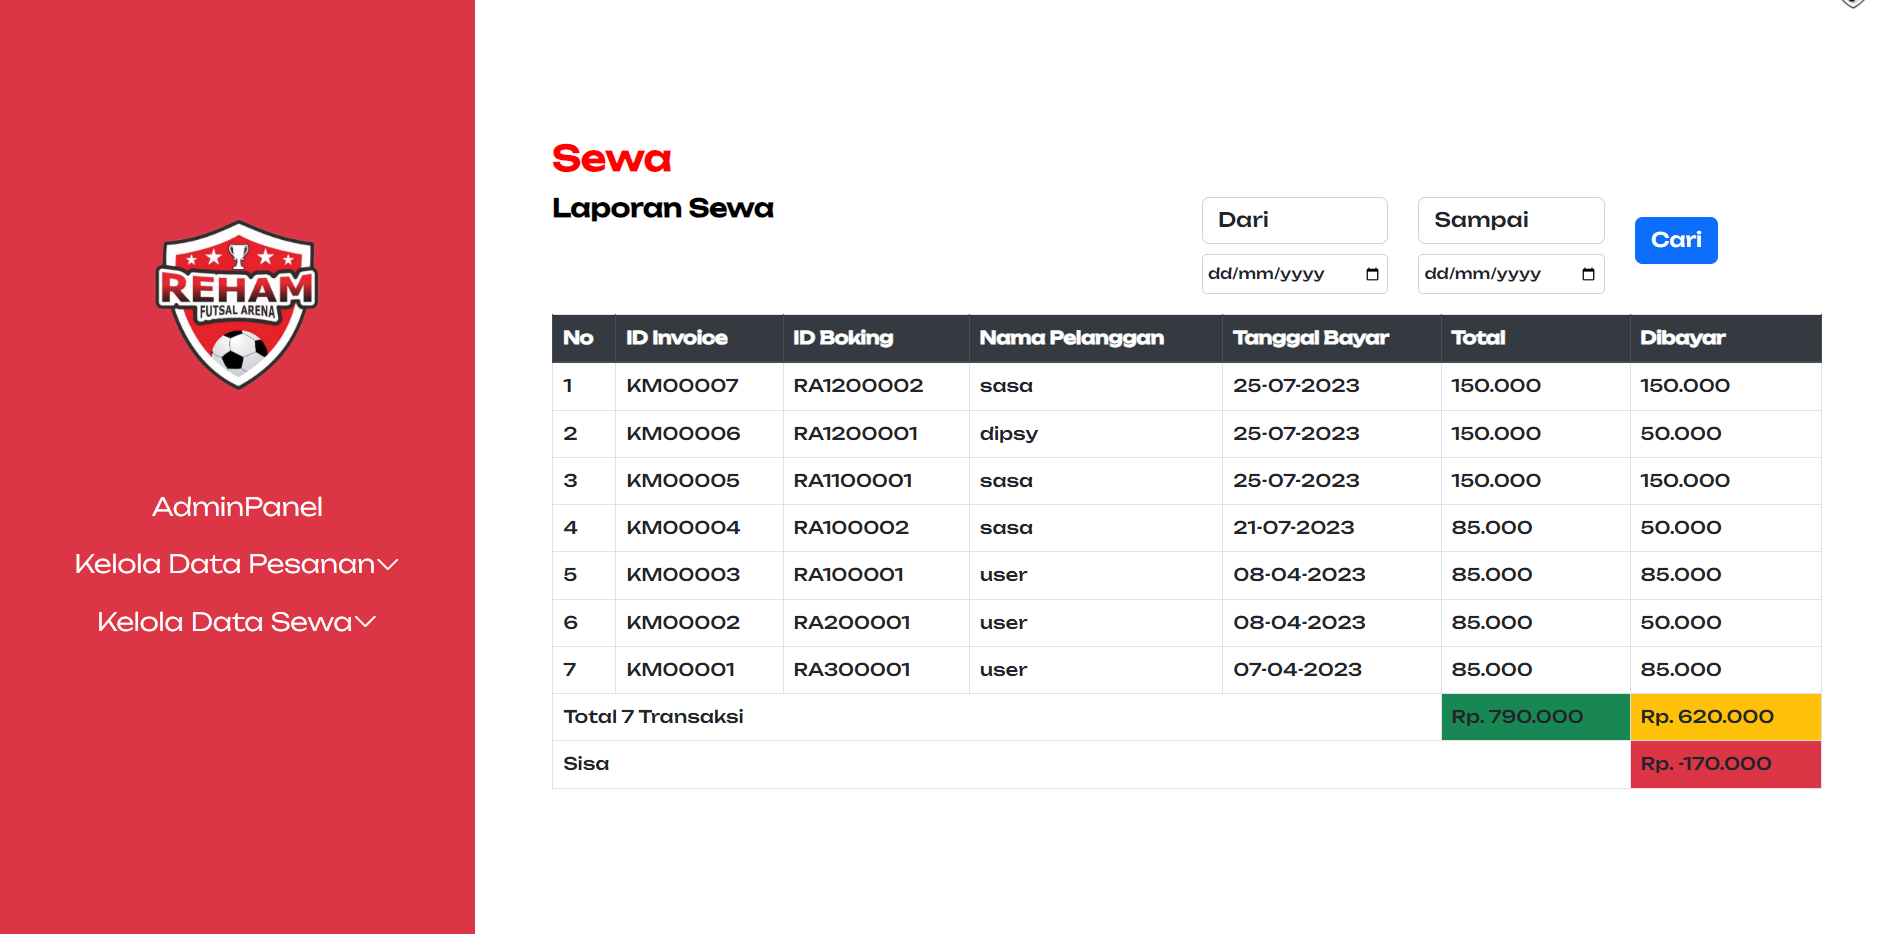 REHAM
FUTSAL ARENA
AdminPanel
Kelola Data Pesanan
Kelola Data Sewa
Sewa
Laporan Sewa
Dari Sampai Cari
dd/mm/yyyy dd/mm/yyyy
No ID Invoice ID Boking Nama Pelanggan Tanggal Bayar Total Dibayar
1 KM00007 RA1200002 sasa 25-07-2023 150.000 150.000
2 KM00006 RA1200001 dipsy 25-07-2023 150.000 50.000
3 KM00005 RA1100001 sasa 25-07-2023 150.000 150.000
4 KM00004 RA100002 sasa 21-07-2023 85.000 50.000
5 KM00003 RA100001 user 08-04-2023 85.000 85.000
6 KM00002 RA200001 user 08-04-2023 85.000 50.000
7 KM00001 RA300001 user 07-04-2023 85.000 85.000
Total 7 Transaksi Rp. 790.000 Rp. 620.000
Sisa Rp. -170.000